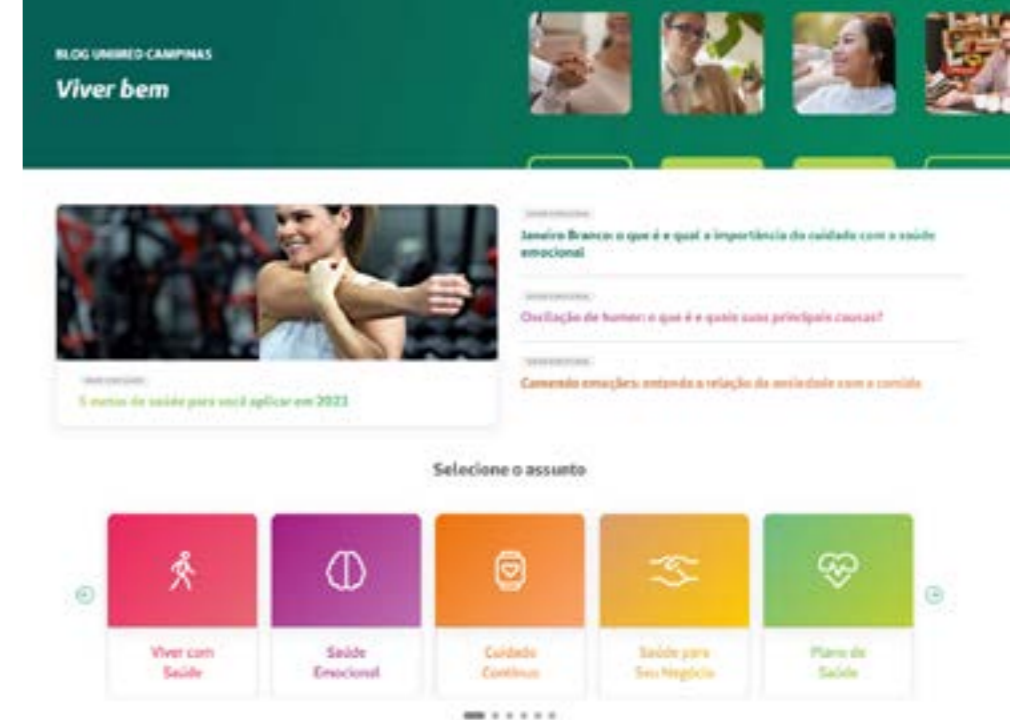 BLOG UNIMED CAMPINAS
Viver bem
Janeiro Branco: o que é e qual a importância do cuidado com a saúde
emocional
Oscilação de humor: o que é e quais suas principais causas?
Comendo emoções: entenda a relação da ansiedade com a comida
5 metas de saúde para você aplicar em 2023
Selecione o assunto
Viver com
Saúde
Saúde
Emocional
Cuidado
Contínuo
Saúde para
Seu Negócio
Plano de
Saúde